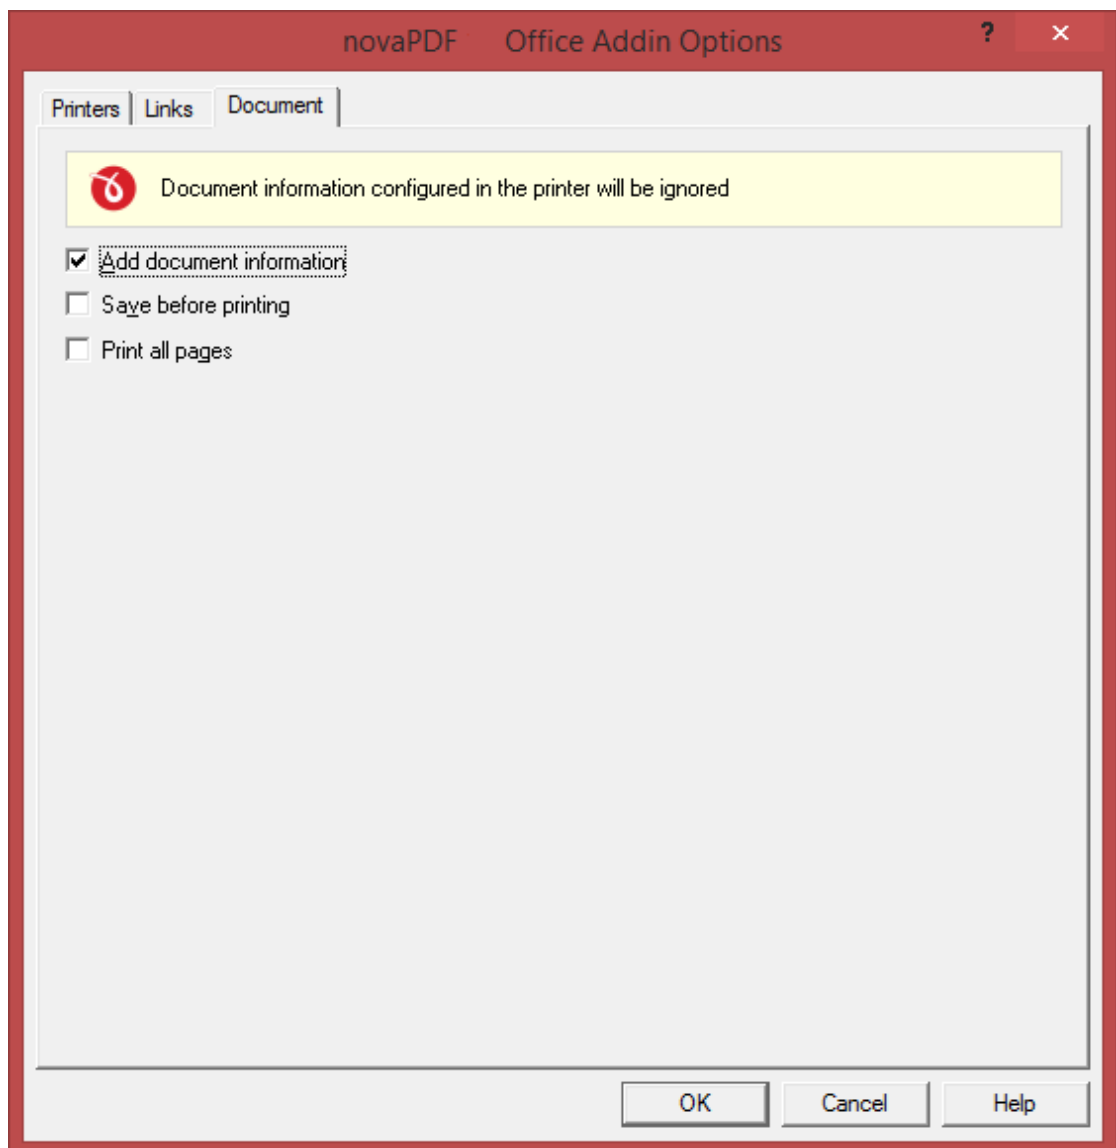 novaPDF Office Addin Options ? ×
Printers Links Document
Document information configured in the printer will be ignored
Add document information
Save before printing
Print all pages
OK Cancel Help